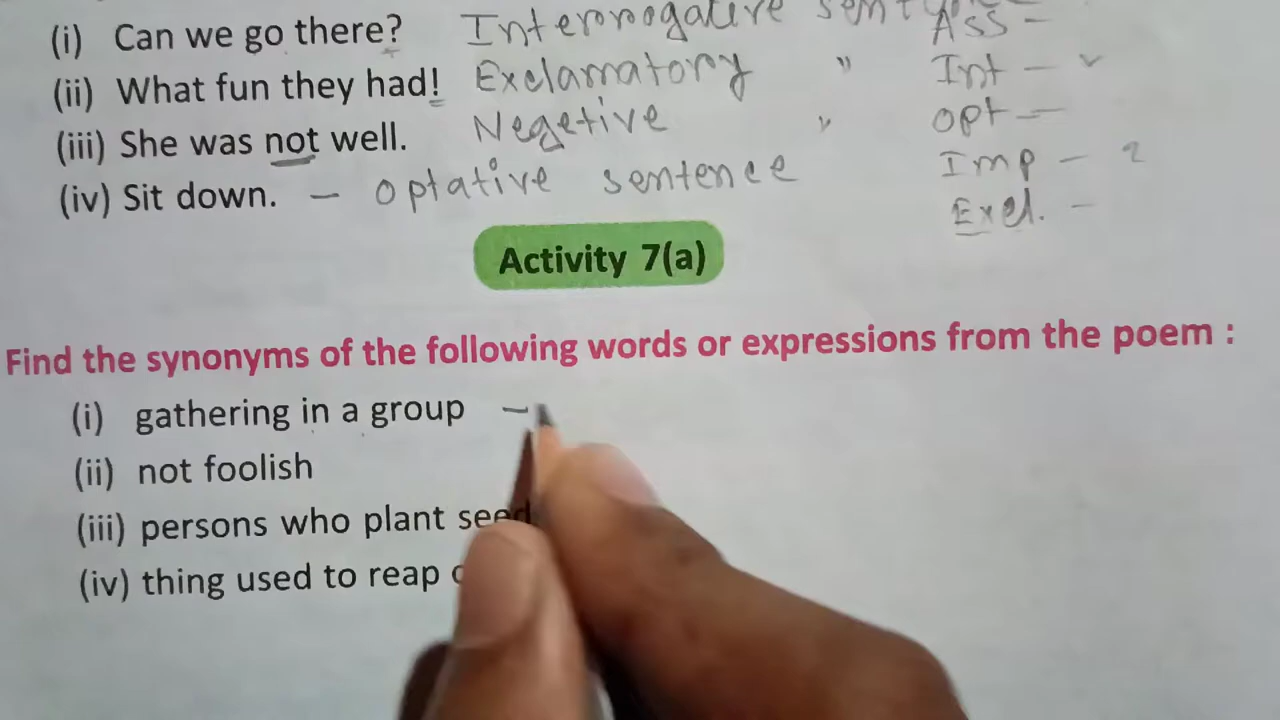 (i) Can we go there? Interrogative Ass -
(ii) What fun they had! Exclamatory " Int - ✓
(iii) She was not well. Negetive " Opt -
(iv) Sit down. - Optative sentence Imp -
Excl. -
Activity 7(a)
Find the synonyms of the following words or expressions from the poem :
(i) gathering in a group -
(ii) not foolish
(iii) persons who plant
(iv) thing used to reap